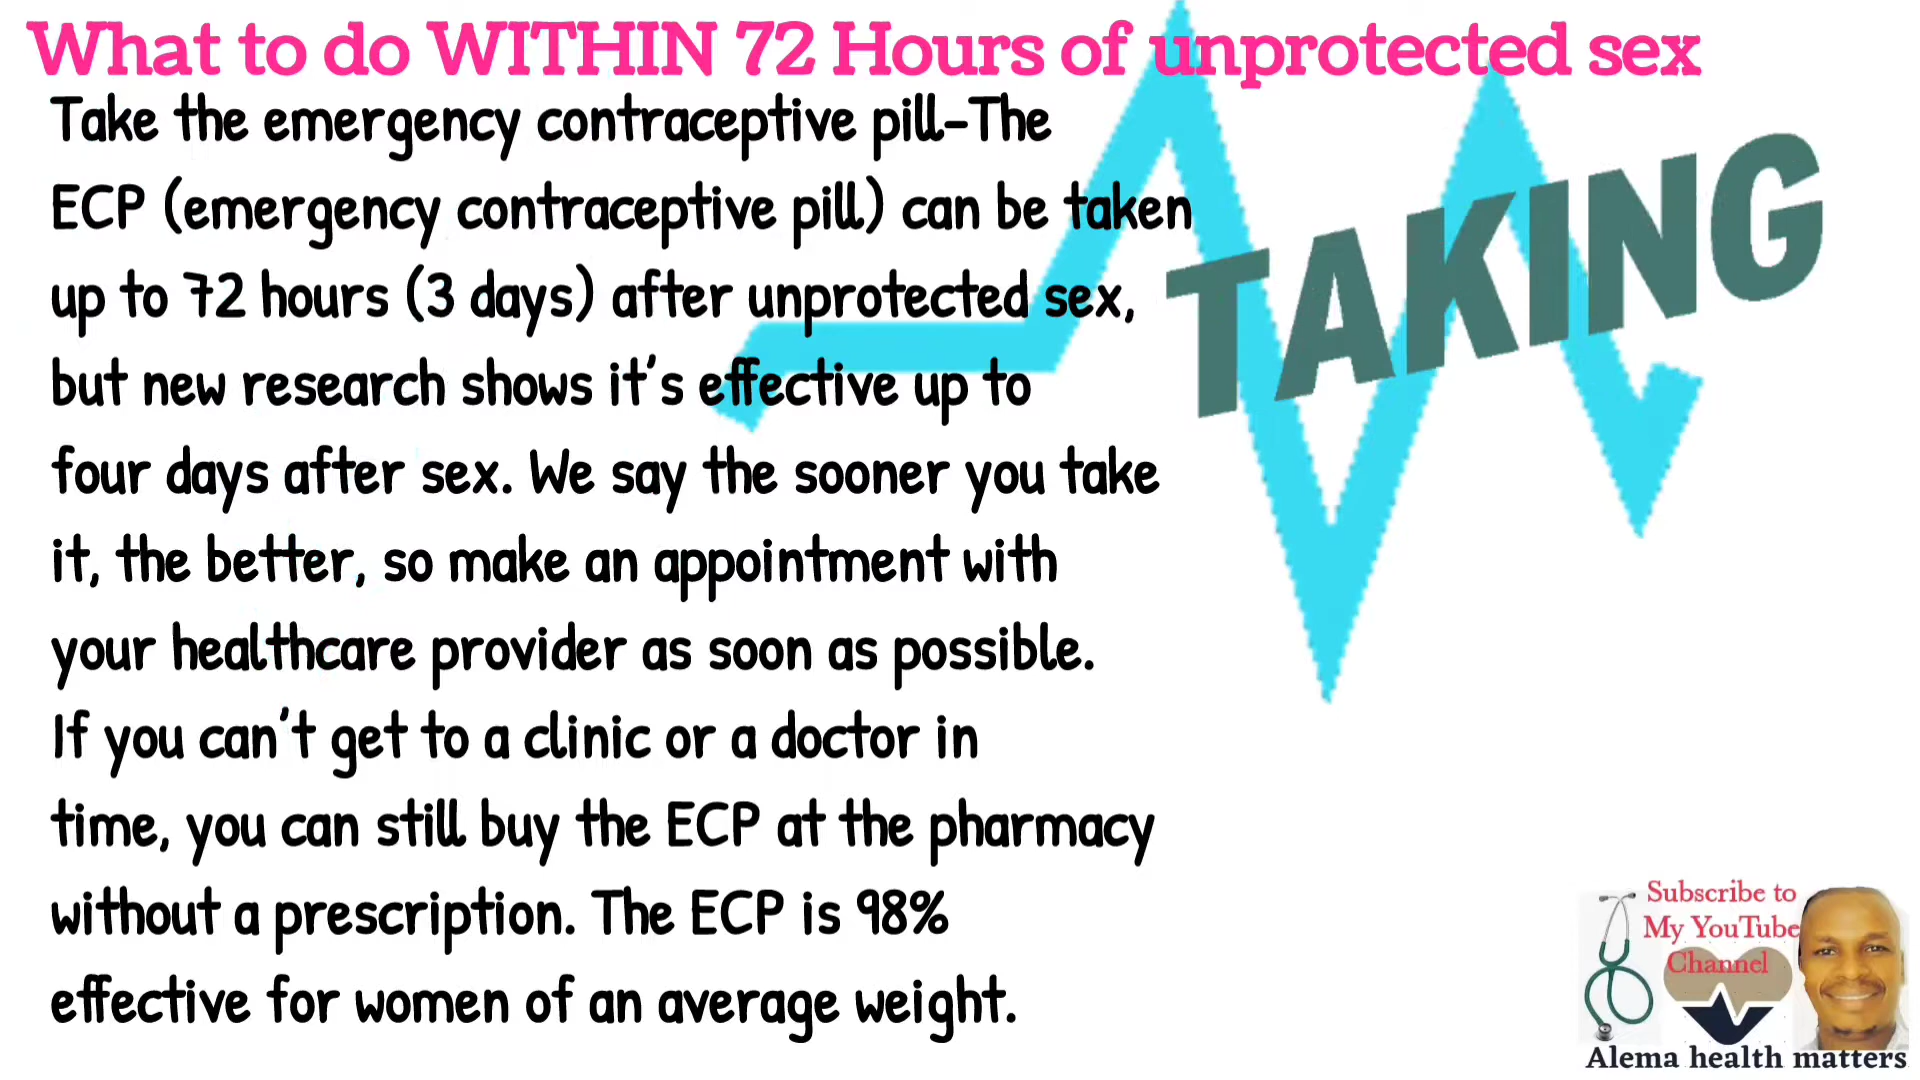 What to do WITHIN 72 Hours of unprotected sex
Take the emergency contraceptive pill-The
ECP (emergency contraceptive pill) can be taken
up to 72 hours (3 days) after unprotected sex,
but new research shows it's effective up to
four days after sex. We say the sooner you take
it, the better, so make an appointment with
your healthcare provider as soon as possible.
If you can't get to a clinic or a doctor in
time, you can still buy the ECP at the pharmacy
without a prescription. The ECP is 98%
effective for women of an average weight.
TAKING
Subscribe to
My YouTube
Channel
Alema health matters